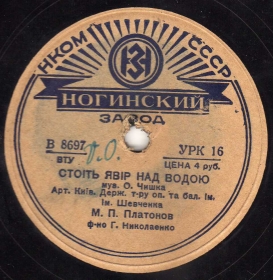 НКОМ СССР
НЗ
НОГИНСКИЙ
ЗАВОД
В 8697 УРК 16
ВТУ ЦЕНА 4 руб.
СТОЇТЬ ЯВІР НАД ВОДОЮ
муз. О. Чишка
Арт. Київ. Держ. т-ру оп. та бал. ім.
Ім. Шевченка
М. П. Платонов
ф-но Г. Николаенко